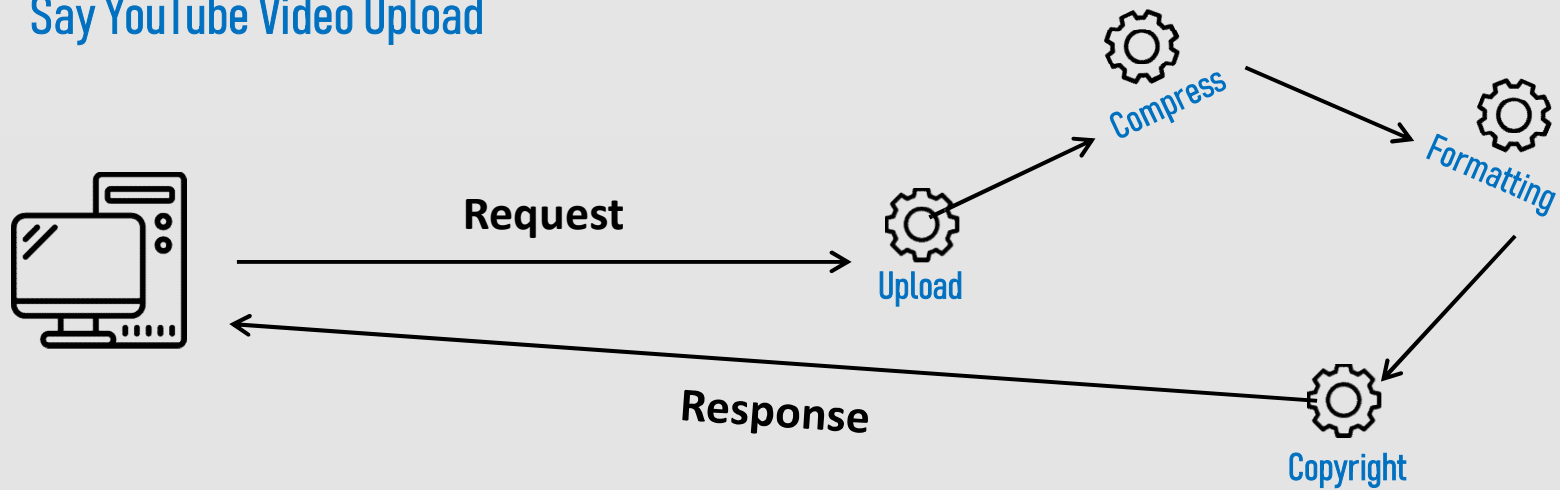 Say YouTube Video Upload
Compress
Formatting
Request
Upload
Response
Copyright